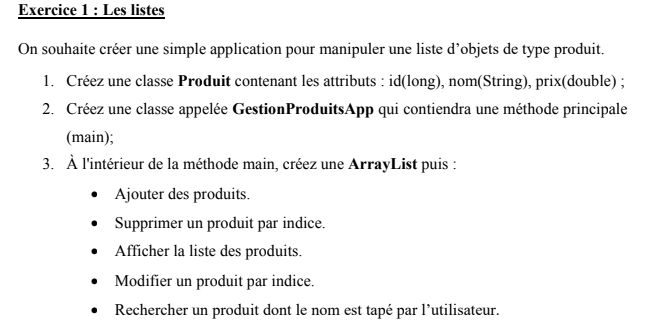 Exercice 1 : Les listes
On souhaite créer une simple application pour manipuler une liste d’objets de type produit.
1. Créez une classe Produit contenant les attributs : id(long), nom(String), prix(double) ;
2. Créez une classe appelée GestionProduitsApp qui contiendra une méthode principale
(main);
3. À l'intérieur de la méthode main, créez une ArrayList puis :
• Ajouter des produits.
• Supprimer un produit par indice.
• Afficher la liste des produits.
• Modifier un produit par indice.
• Rechercher un produit dont le nom est tapé par l’utilisateur.